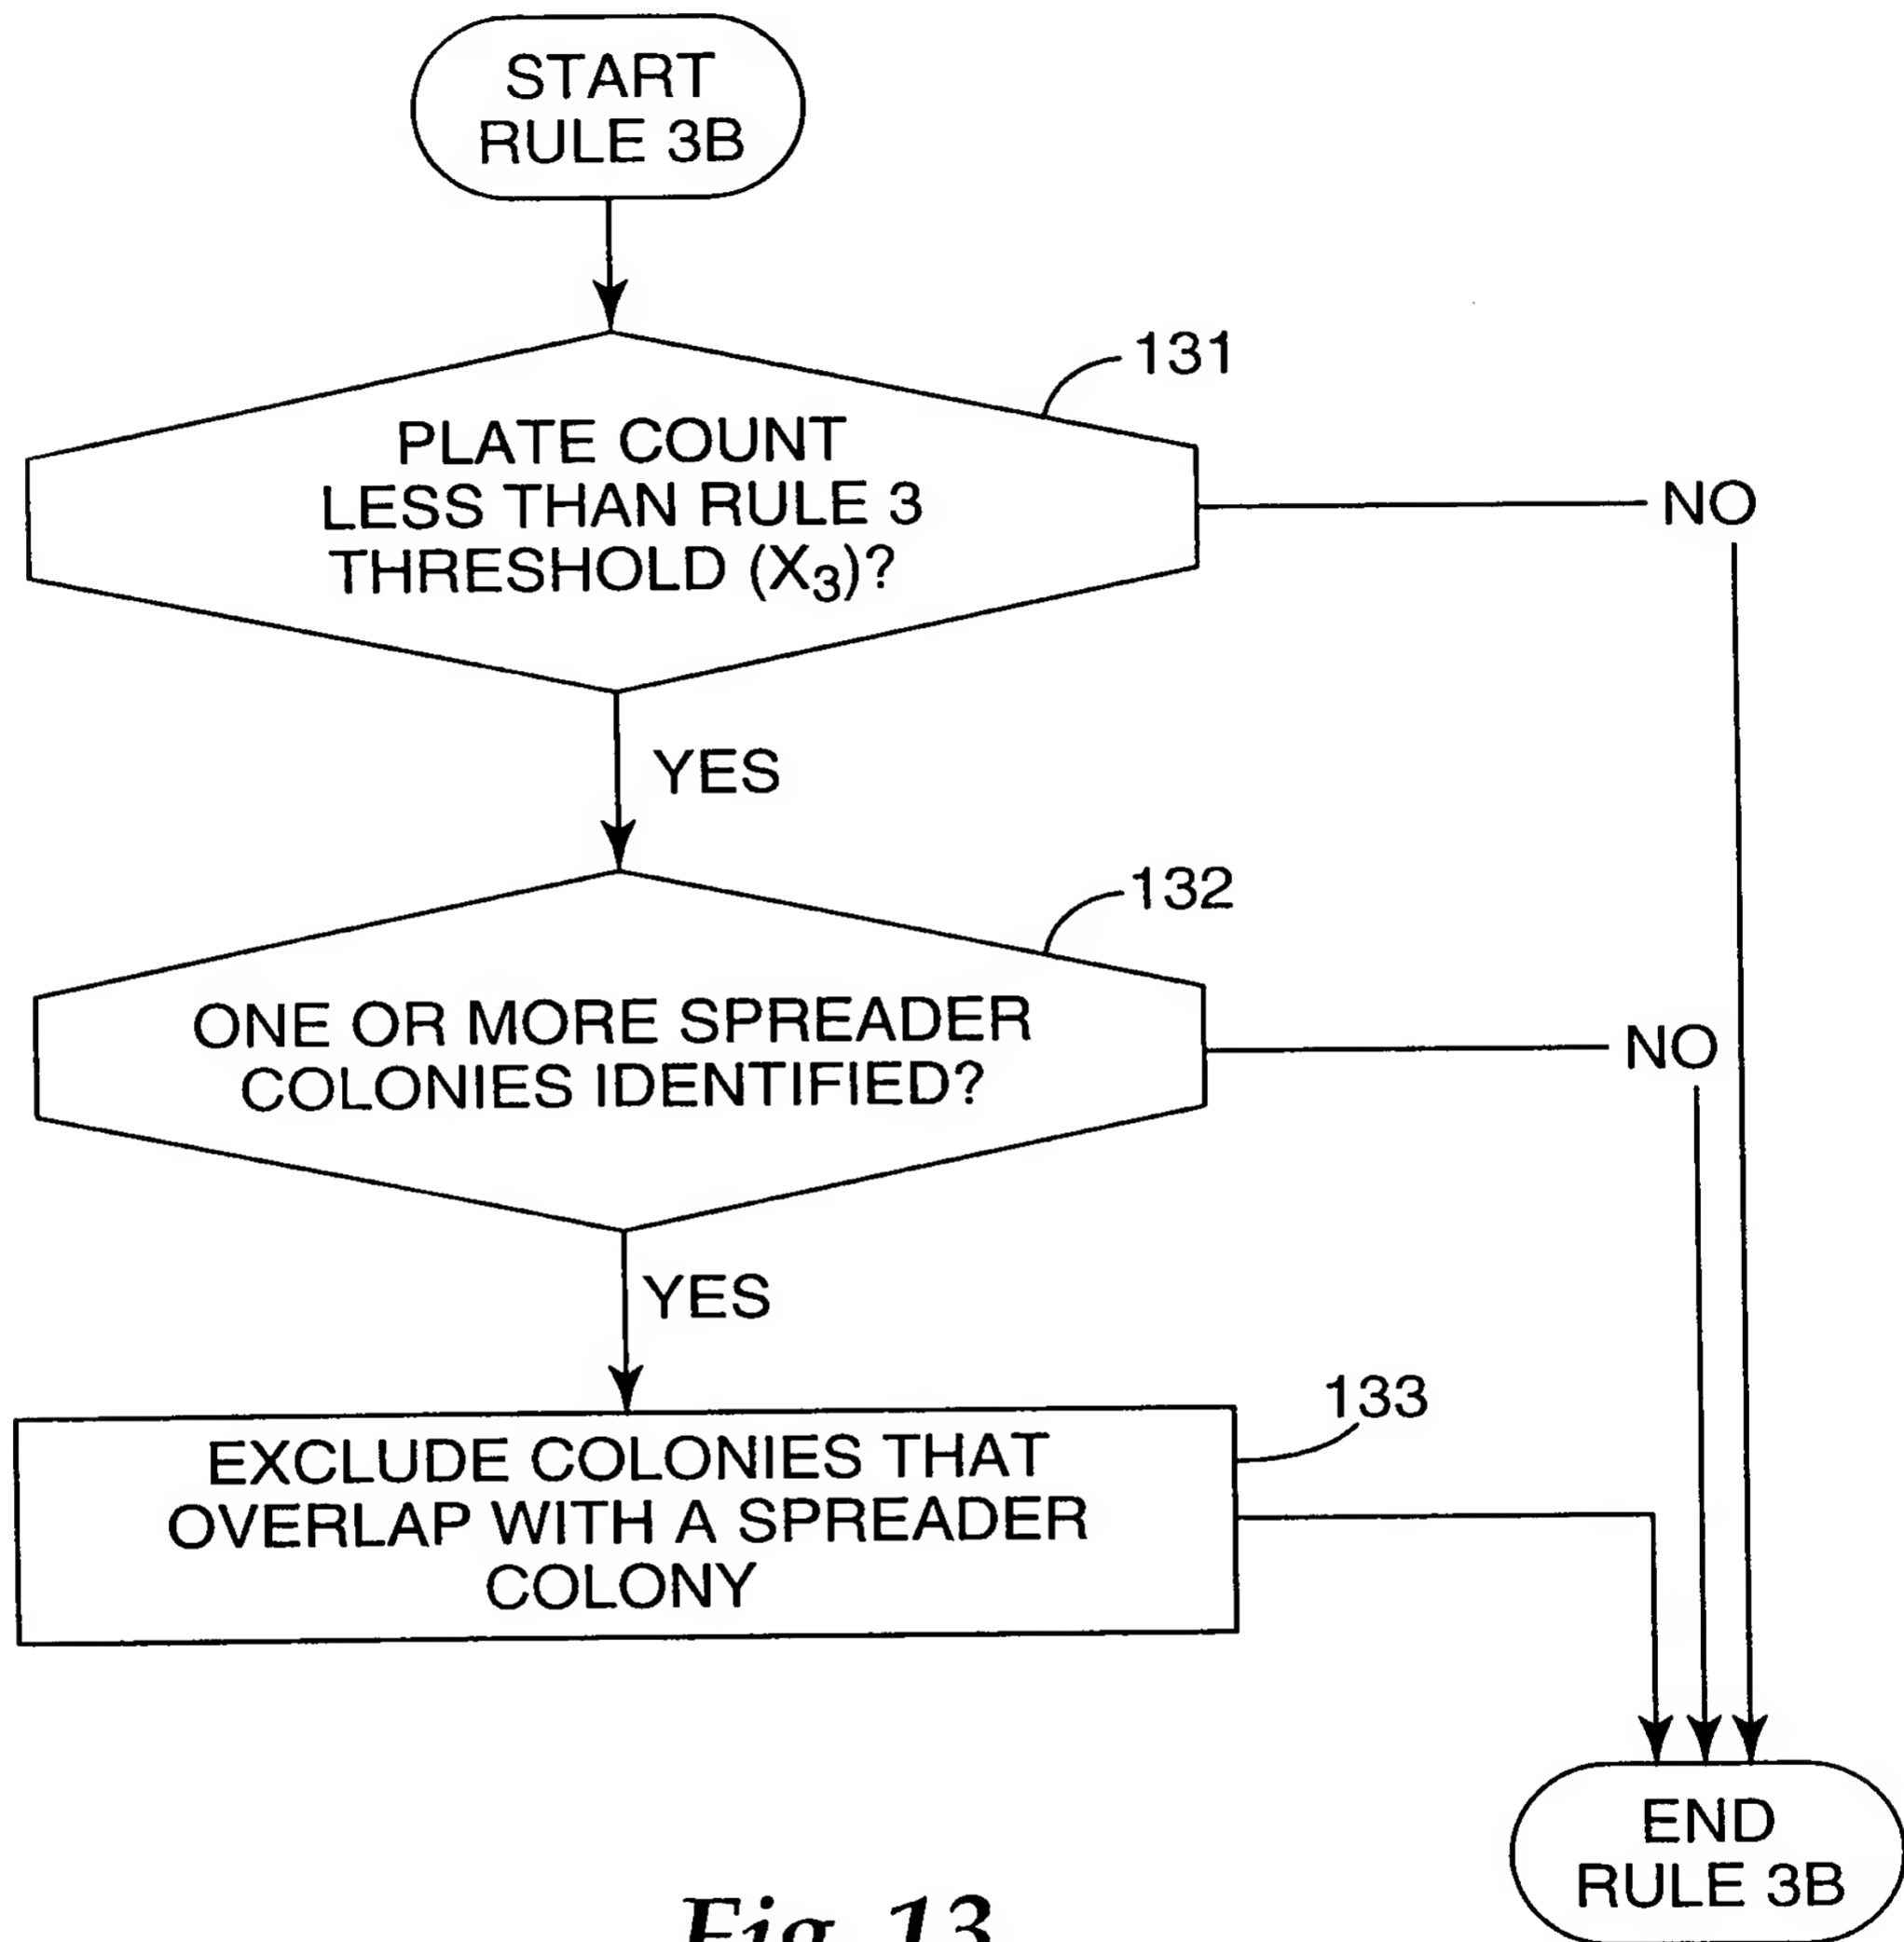 START
RULE 3B
131
PLATE COUNT
LESS THAN RULE 3
THRESHOLD (X3)?
NO
YES
132
ONE OR MORE SPREADER
COLONIES IDENTIFIED?
NO
YES
133
EXCLUDE COLONIES THAT
OVERLAP WITH A SPREADER
COLONY
END
RULE 3B
Fig. 13